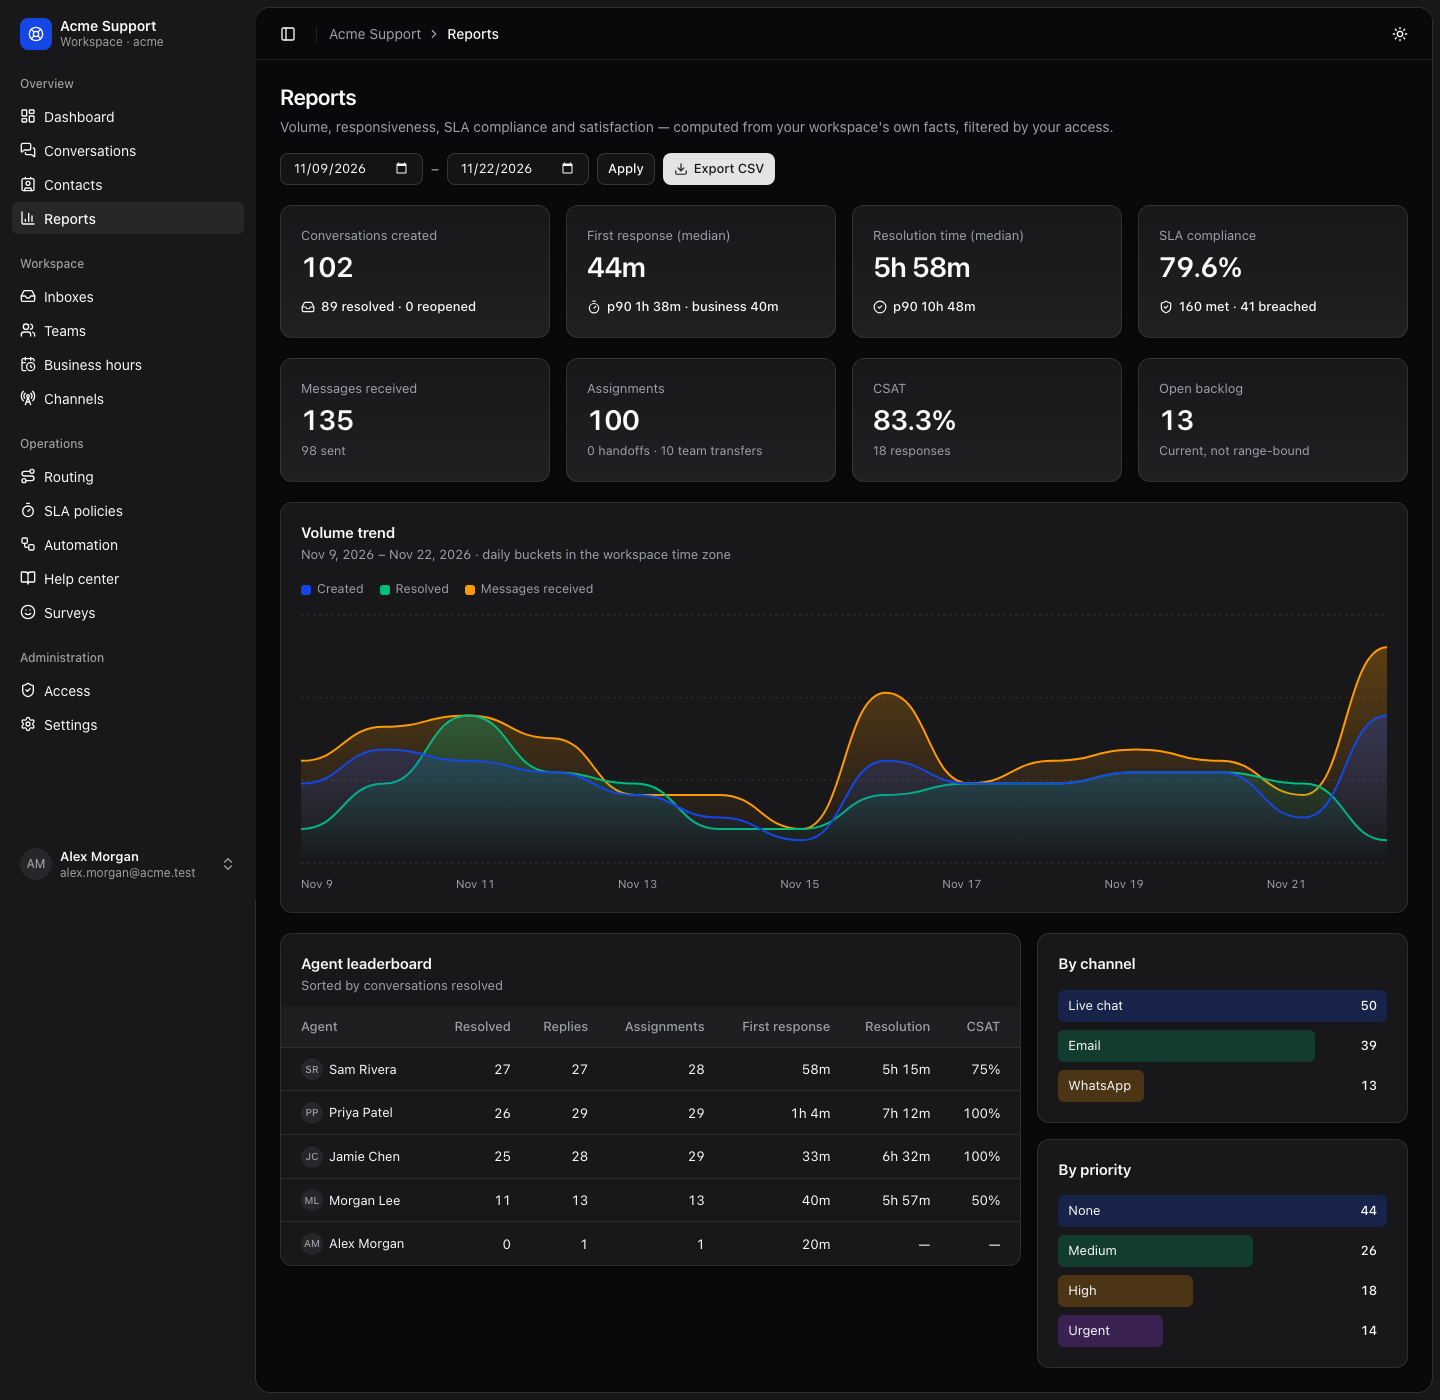 Acme Support
Workspace · acme
Overview
Dashboard
Conversations
Contacts
Reports
Workspace
Inboxes
Teams
Business hours
Channels
Operations
Routing
SLA policies
Automation
Help center
Surveys
Administration
Access
Settings
AM
Alex Morgan
alex.morgan@acme.test
Acme Support > Reports
Reports
Volume, responsiveness, SLA compliance and satisfaction — computed from your workspace's own facts, filtered by your access.
11/09/2026 – 11/22/2026 Apply Export CSV
Conversations created
102
89 resolved · 0 reopened
First response (median)
44m
p90 1h 38m · business 40m
Resolution time (median)
5h 58m
p90 10h 48m
SLA compliance
79.6%
160 met · 41 breached
Messages received
135
98 sent
Assignments
100
0 handoffs · 10 team transfers
CSAT
83.3%
18 responses
Open backlog
13
Current, not range-bound
Volume trend
Nov 9, 2026 – Nov 22, 2026 · daily buckets in the workspace time zone
Created Resolved Messages received
Nov 9 Nov 11 Nov 13 Nov 15 Nov 17 Nov 19 Nov 21
Agent leaderboard
Sorted by conversations resolved
Agent Resolved Replies Assignments First response Resolution CSAT
SR Sam Rivera 27 27 28 58m 5h 15m 75%
PP Priya Patel 26 29 29 1h 4m 7h 12m 100%
JC Jamie Chen 25 28 29 33m 6h 32m 100%
ML Morgan Lee 11 13 13 40m 5h 57m 50%
AM Alex Morgan 0 1 1 20m — —
By channel
Live chat 50
Email 39
WhatsApp 13
By priority
None 44
Medium 26
High 18
Urgent 14